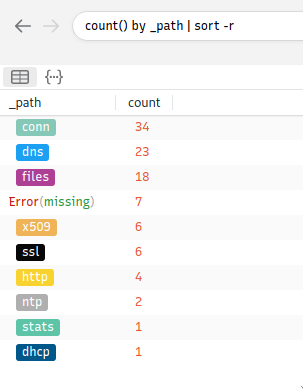 count() by _path | sort -r
_path count
conn 34
dns 23
files 18
Error(missing) 7
x509 6
ssl 6
http 4
ntp 2
stats 1
dhcp 1